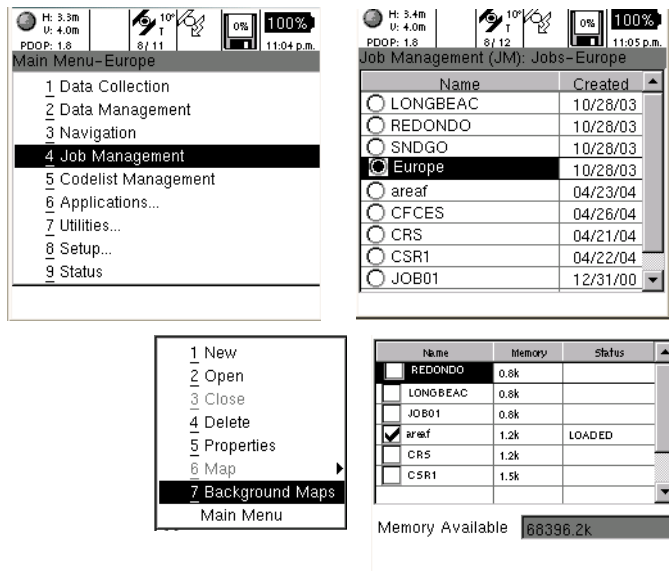 H: 3.3m
V: 4.0m
PDOP: 1.8
10°
T
8/11
0%
100%
11:04 p.m.
Main Menu-Europe
1 Data Collection
2 Data Management
3 Navigation
4 Job Management
5 Codelist Management
6 Applications...
7 Utilities...
8 Setup...
9 Status
H: 3.4m
V: 4.0m
PDOP: 1.8
10°
T
8/12
0%
100%
11:05 p.m.
Job Management (JM): Jobs-Europe
Name Created
LONGBEAC 10/28/03
REDONDO 10/28/03
SNDGO 10/28/03
Europe 10/28/03
areaf 04/23/04
CFCES 04/26/04
CRS 04/21/04
CSR1 04/22/04
JOB01 12/31/00
1 New
2 Open
3 Close
4 Delete
5 Properties
6 Map
7 Background Maps
Main Menu
Name Memory Status
REDONDO 0.8k
LONGBEAC 0.8k
JOB01 0.8k
areaf 1.2k LOADED
CRS 1.2k
CSR1 1.5k
Memory Available 68396.2k